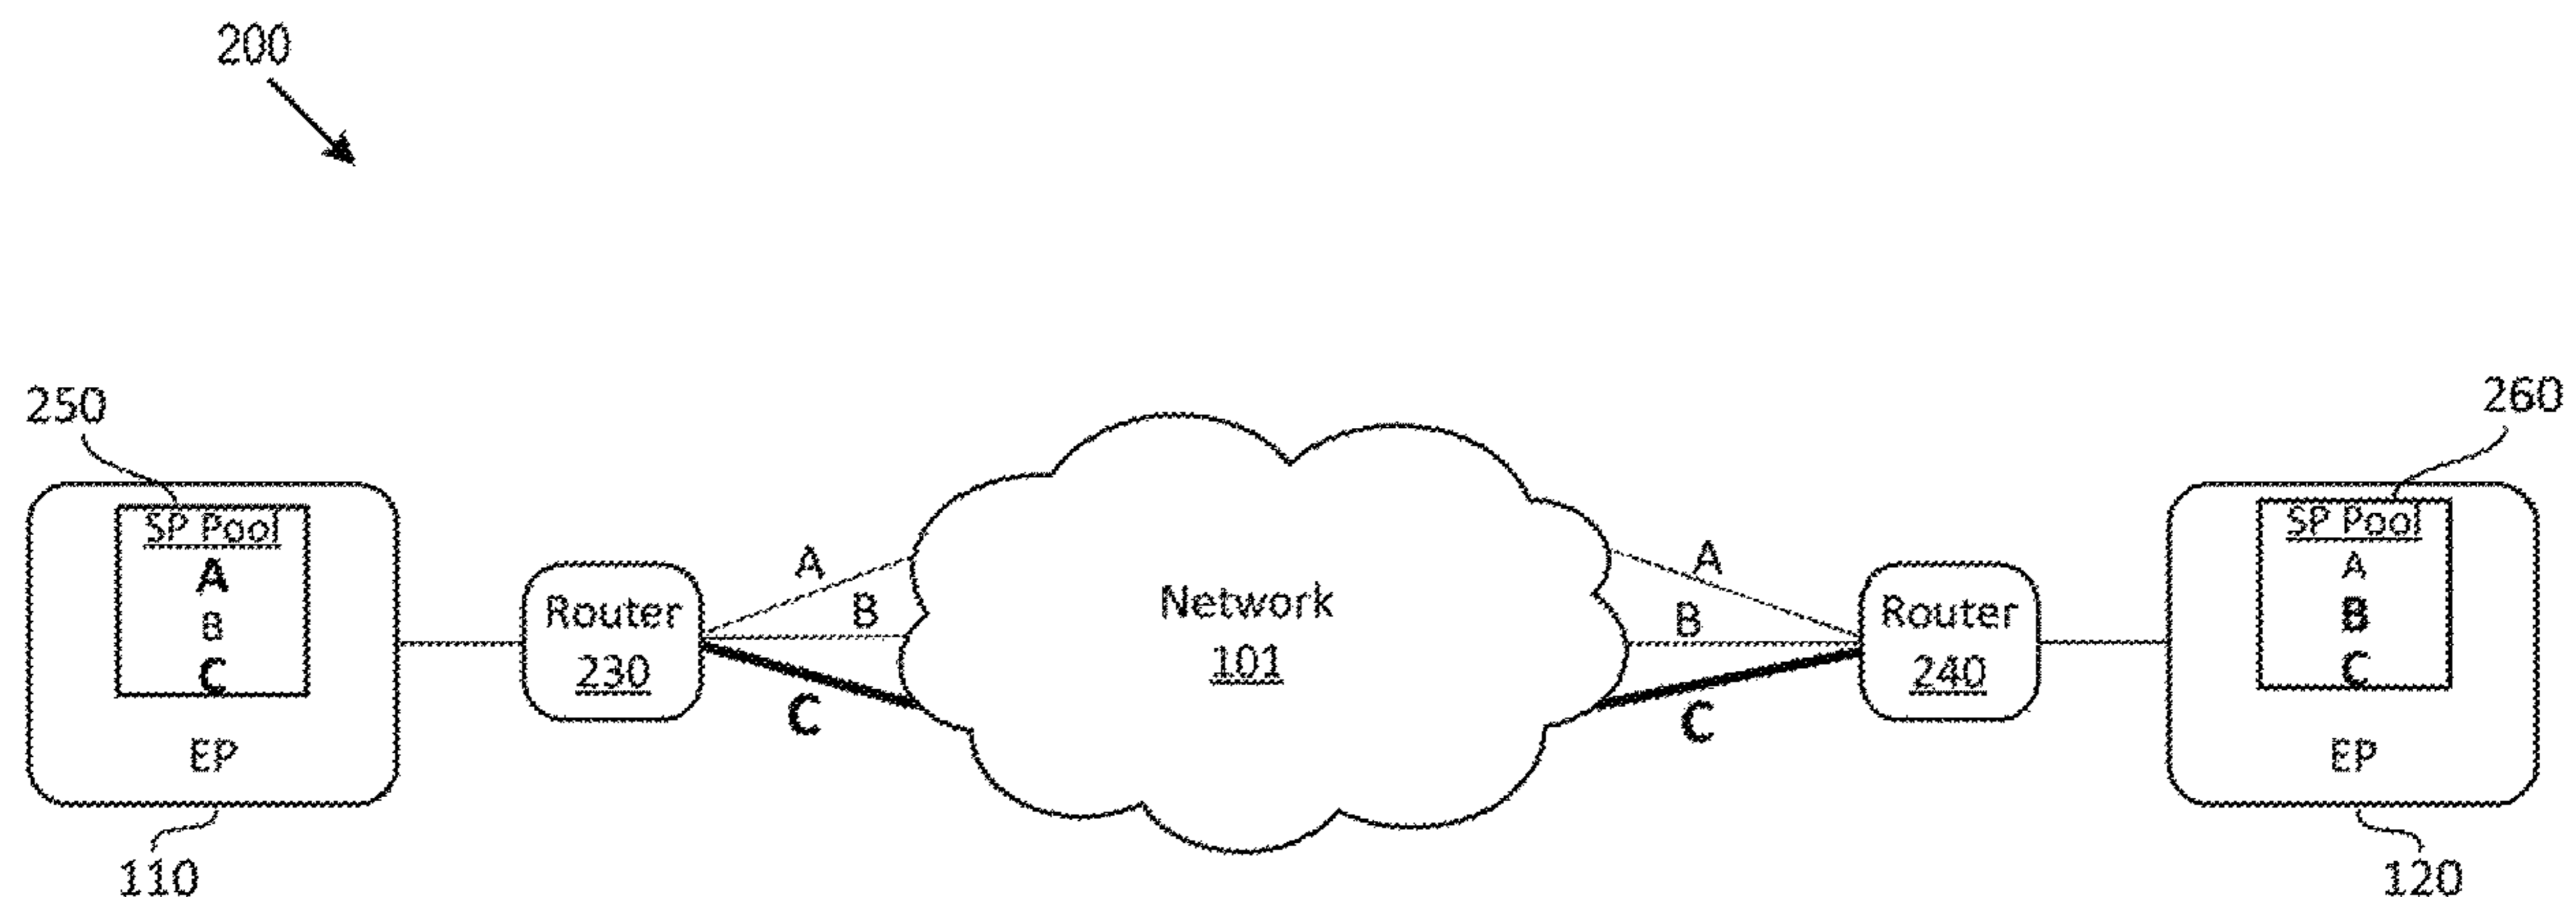 200
250
260
SP Pool
A
B
C
EP
110
Router
230
A
B
C
Network
101
A
B
C
Router
240
SP Pool
A
B
C
EP
120